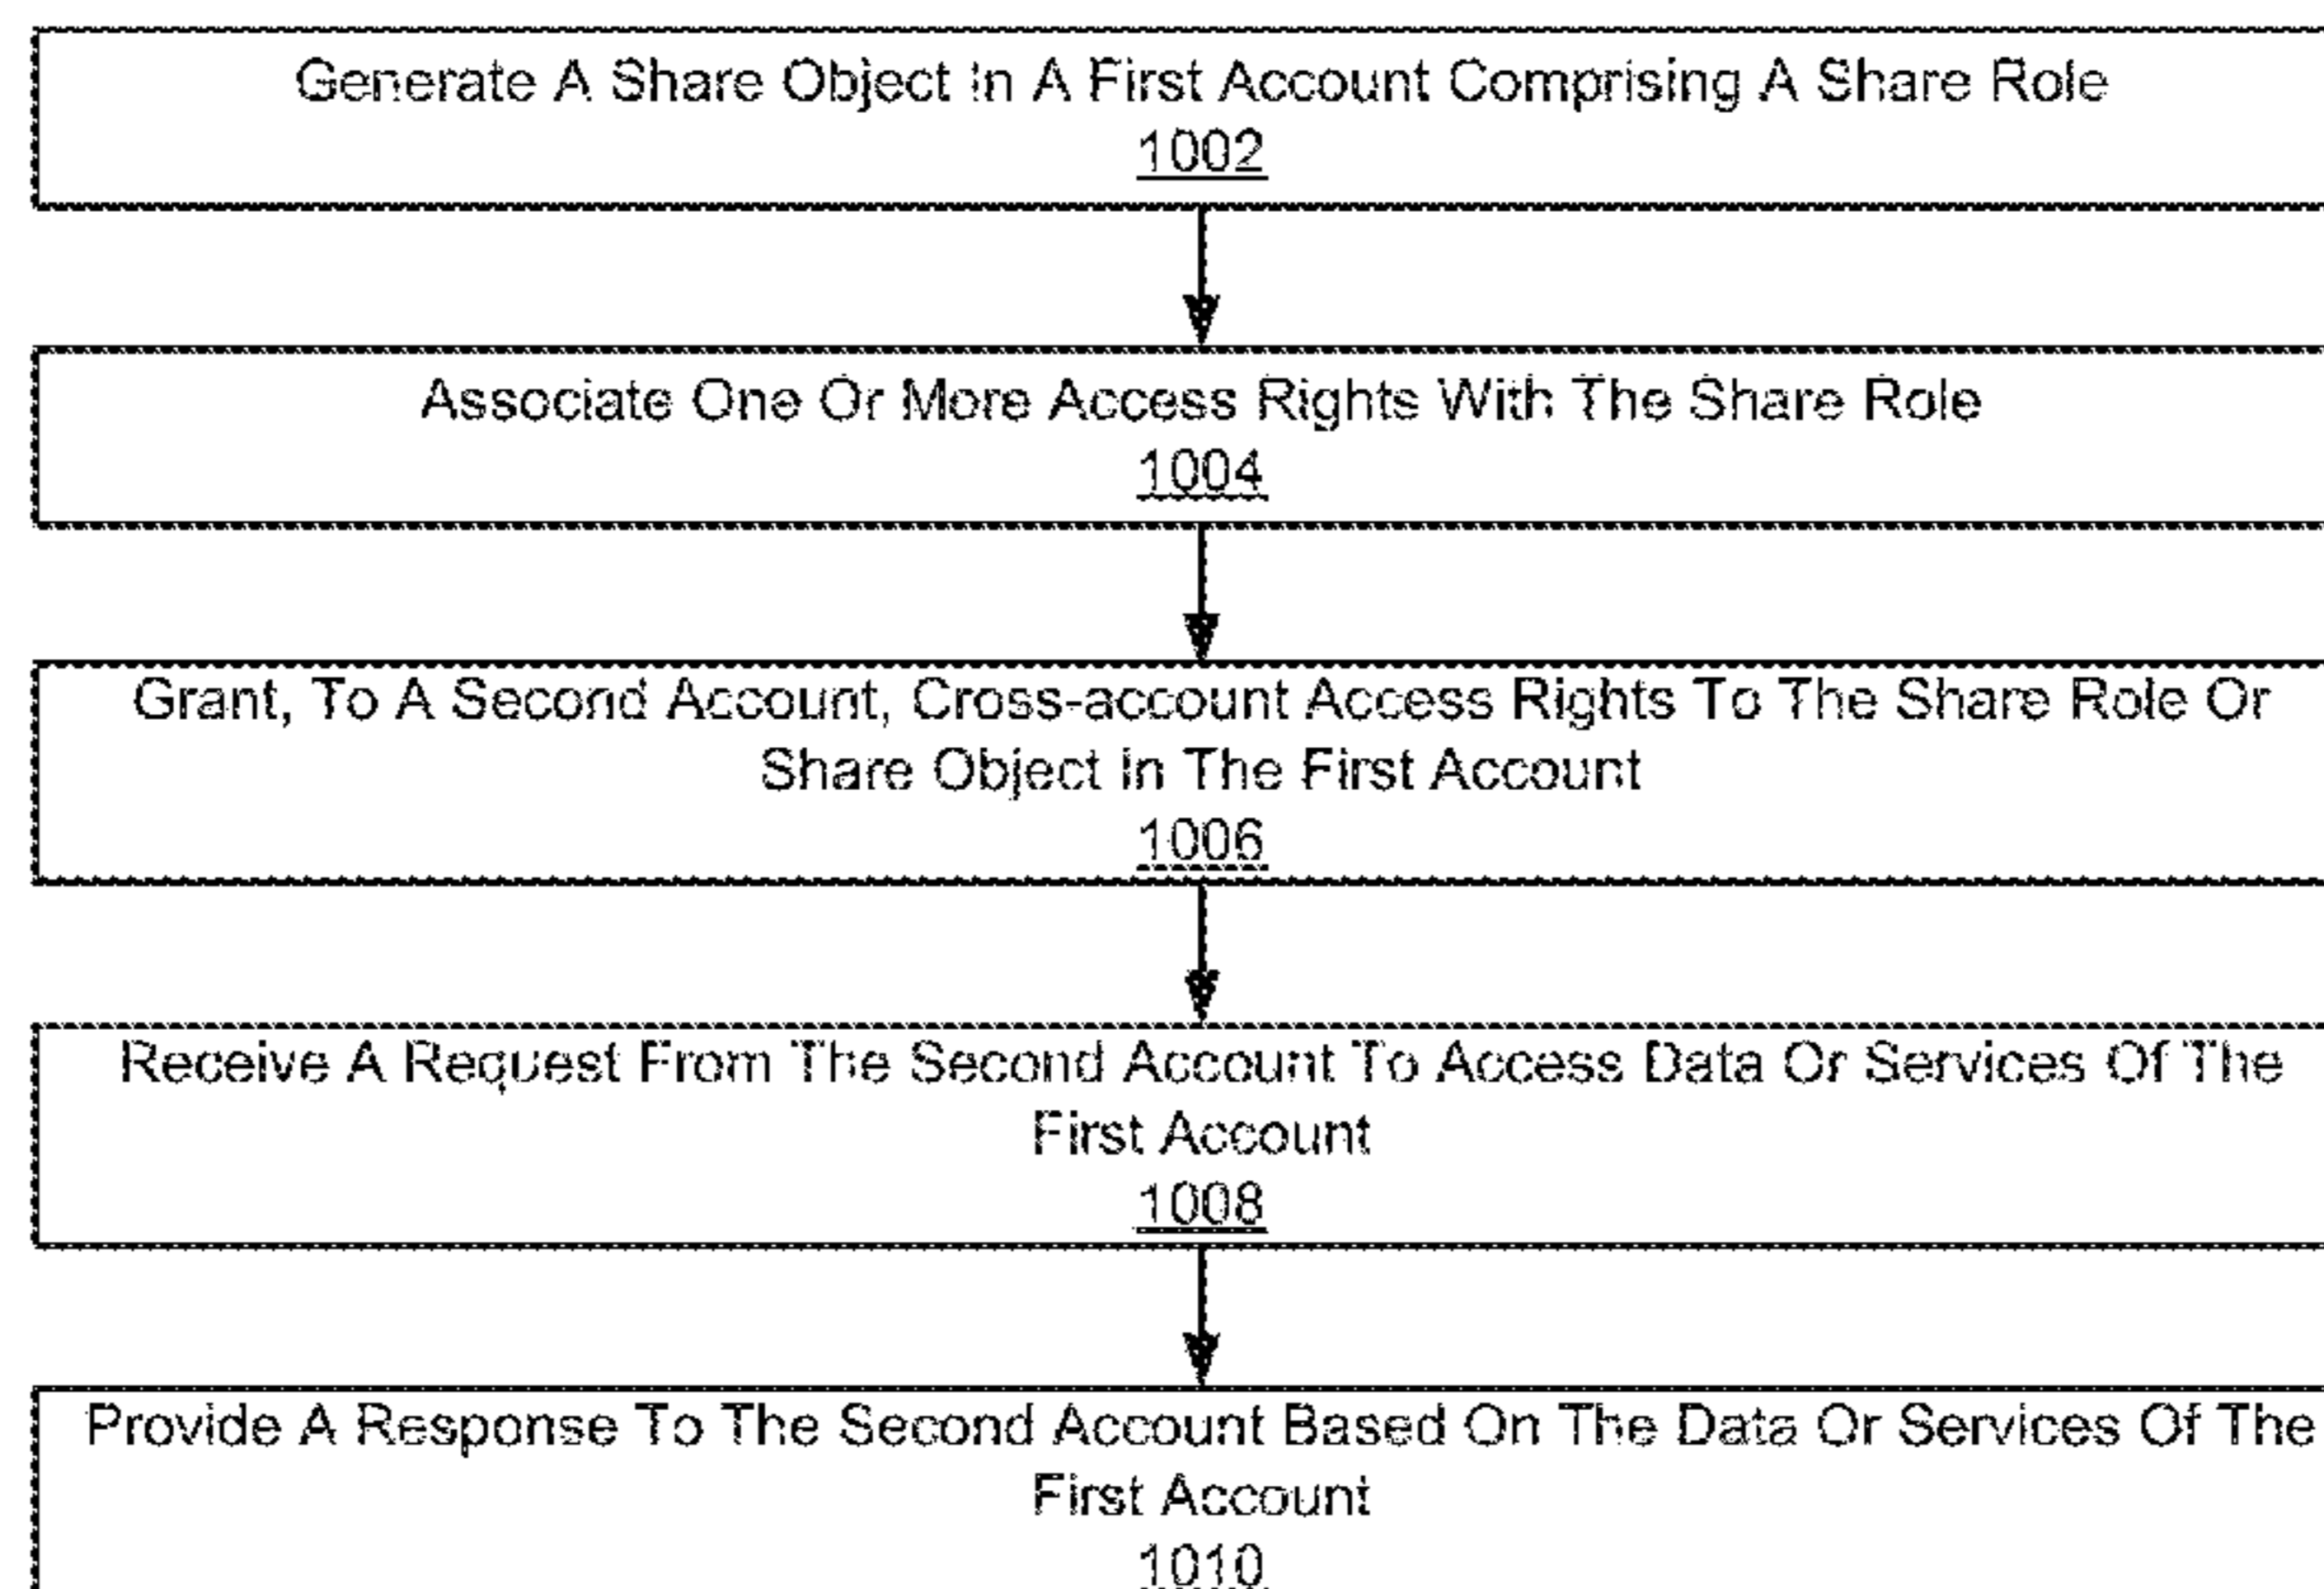 Generate A Share Object In A First Account Comprising A Share Role
1002
Associate One Or More Access Rights With The Share Role
1004
Grant, To A Second Account, Cross-account Access Rights To The Share Role Or
Share Object In The First Account
1006
Receive A Request From The Second Account To Access Data Or Services Of The
First Account
1008
Provide A Response To The Second Account Based On The Data Or Services Of The
First Account
1010